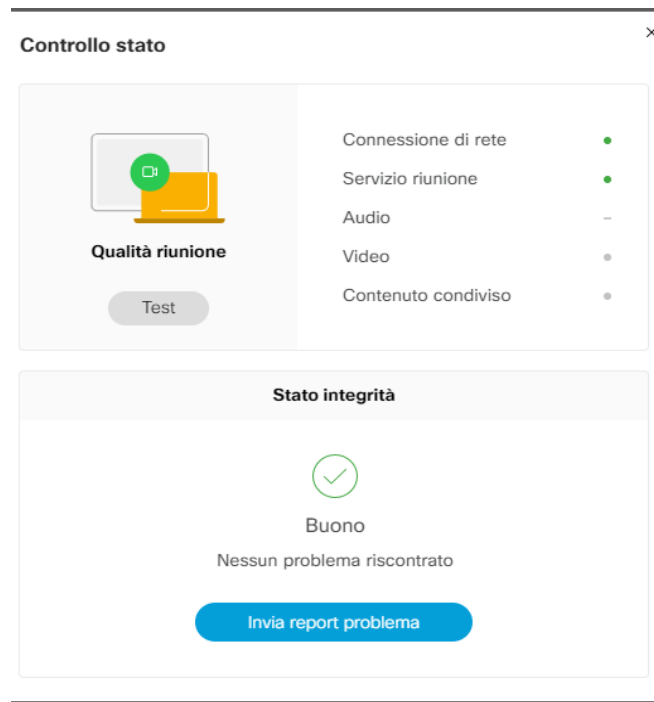 Controllo stato
Qualità riunione
Test
Connessione di rete
Servizio riunione
Audio
Video
Contenuto condiviso
Stato integrità
Buono
Nessun problema riscontrato
Invia report problema